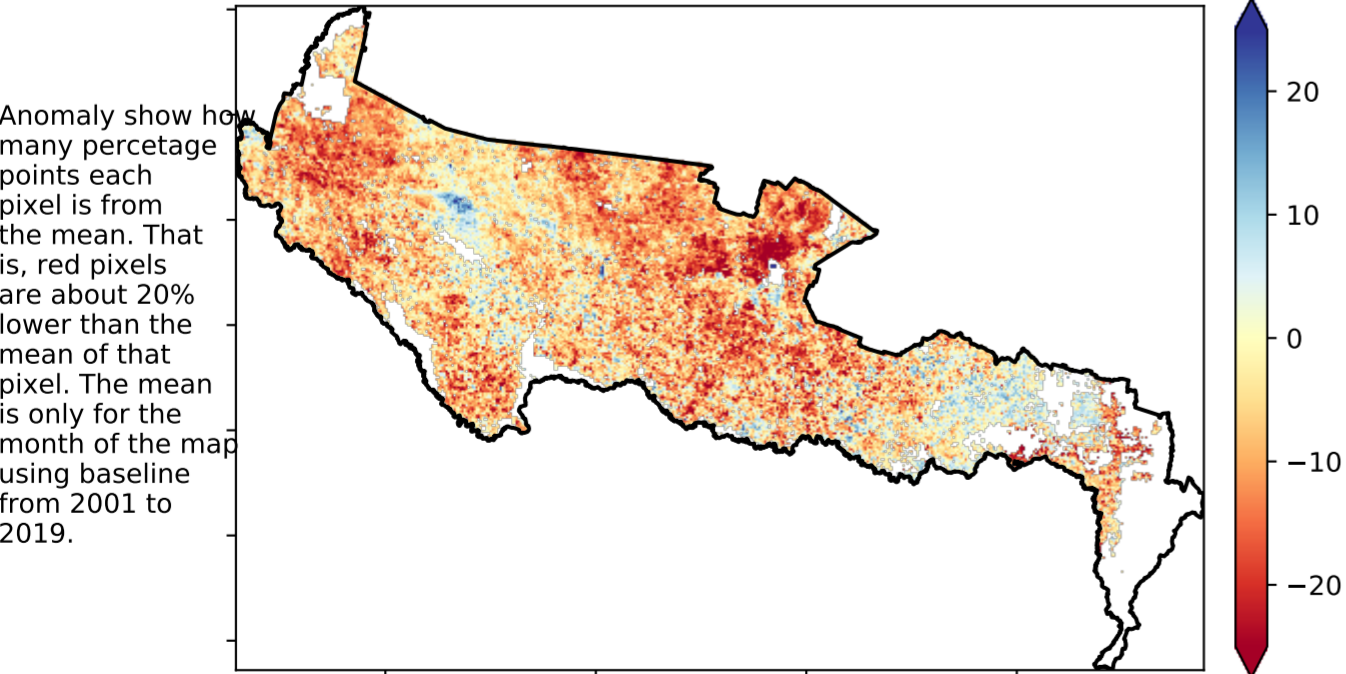 Anomaly show how
many percetage
points each
pixel is from
the mean. That
is, red pixels
are about 20%
lower than the
mean of that
pixel. The mean
is only for the
month of the map
using baseline
from 2001 to
2019.
20
10
0
−10
−20